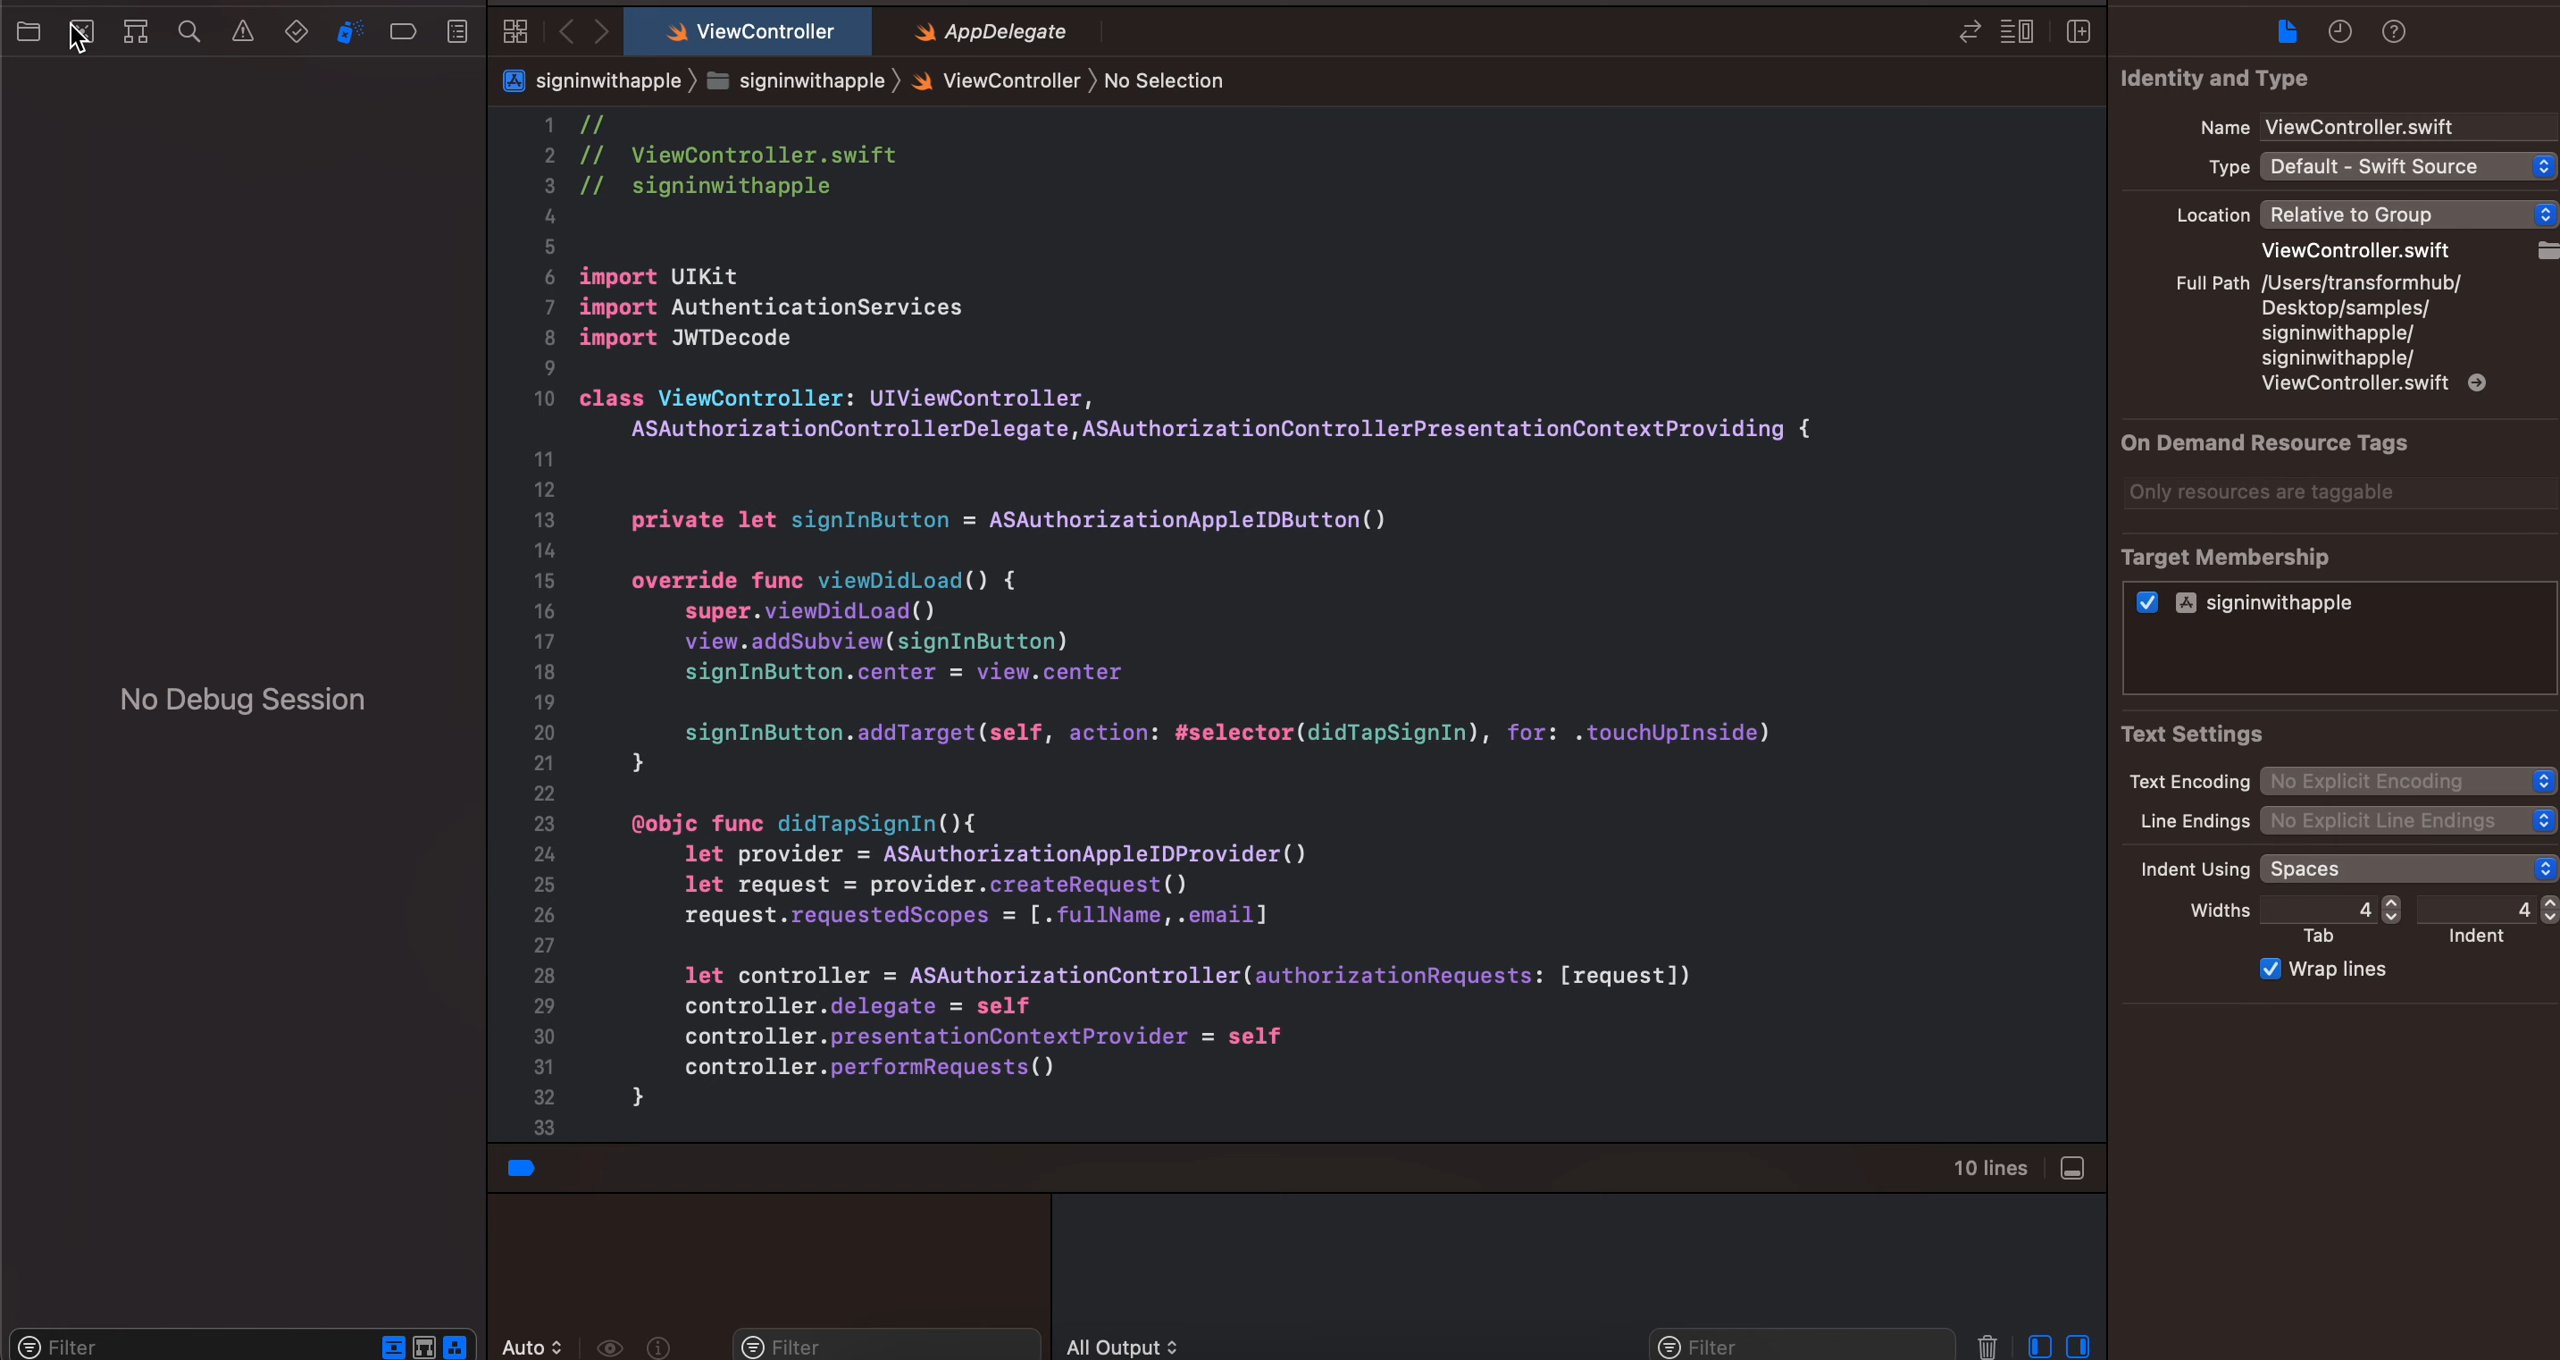 ViewController
AppDelegate
signinwithapple 〉 signinwithapple 〉 ViewController 〉 No Selection
No Debug Session
Filter
1 //
2 //  ViewController.swift
3 //  signinwithapple
4
5
6 import UIKit
7 import AuthenticationServices
8 import JWTDecode
9
10 class ViewController: UIViewController,
    ASAuthorizationControllerDelegate,ASAuthorizationControllerPresentationContextProviding {
11
12
13     private let signInButton = ASAuthorizationAppleIDButton()
14
15     override func viewDidLoad() {
16         super.viewDidLoad()
17         view.addSubview(signInButton)
18         signInButton.center = view.center
19
20         signInButton.addTarget(self, action: #selector(didTapSignIn), for: .touchUpInside)
21     }
22
23     @objc func didTapSignIn(){
24         let provider = ASAuthorizationAppleIDProvider()
25         let request = provider.createRequest()
26         request.requestedScopes = [.fullName,.email]
27
28         let controller = ASAuthorizationController(authorizationRequests: [request])
29         controller.delegate = self
30         controller.presentationContextProvider = self
31         controller.performRequests()
32     }
33
10 lines
Auto
Filter
All Output
Filter
Identity and Type
Name ViewController.swift
Type Default - Swift Source
Location Relative to Group
ViewController.swift
Full Path /Users/transformhub/
Desktop/samples/
signinwithapple/
signinwithapple/
ViewController.swift
On Demand Resource Tags
Only resources are taggable
Target Membership
signinwithapple
Text Settings
Text Encoding No Explicit Encoding
Line Endings No Explicit Line Endings
Indent Using Spaces
Widths 4 4
Tab Indent
Wrap lines